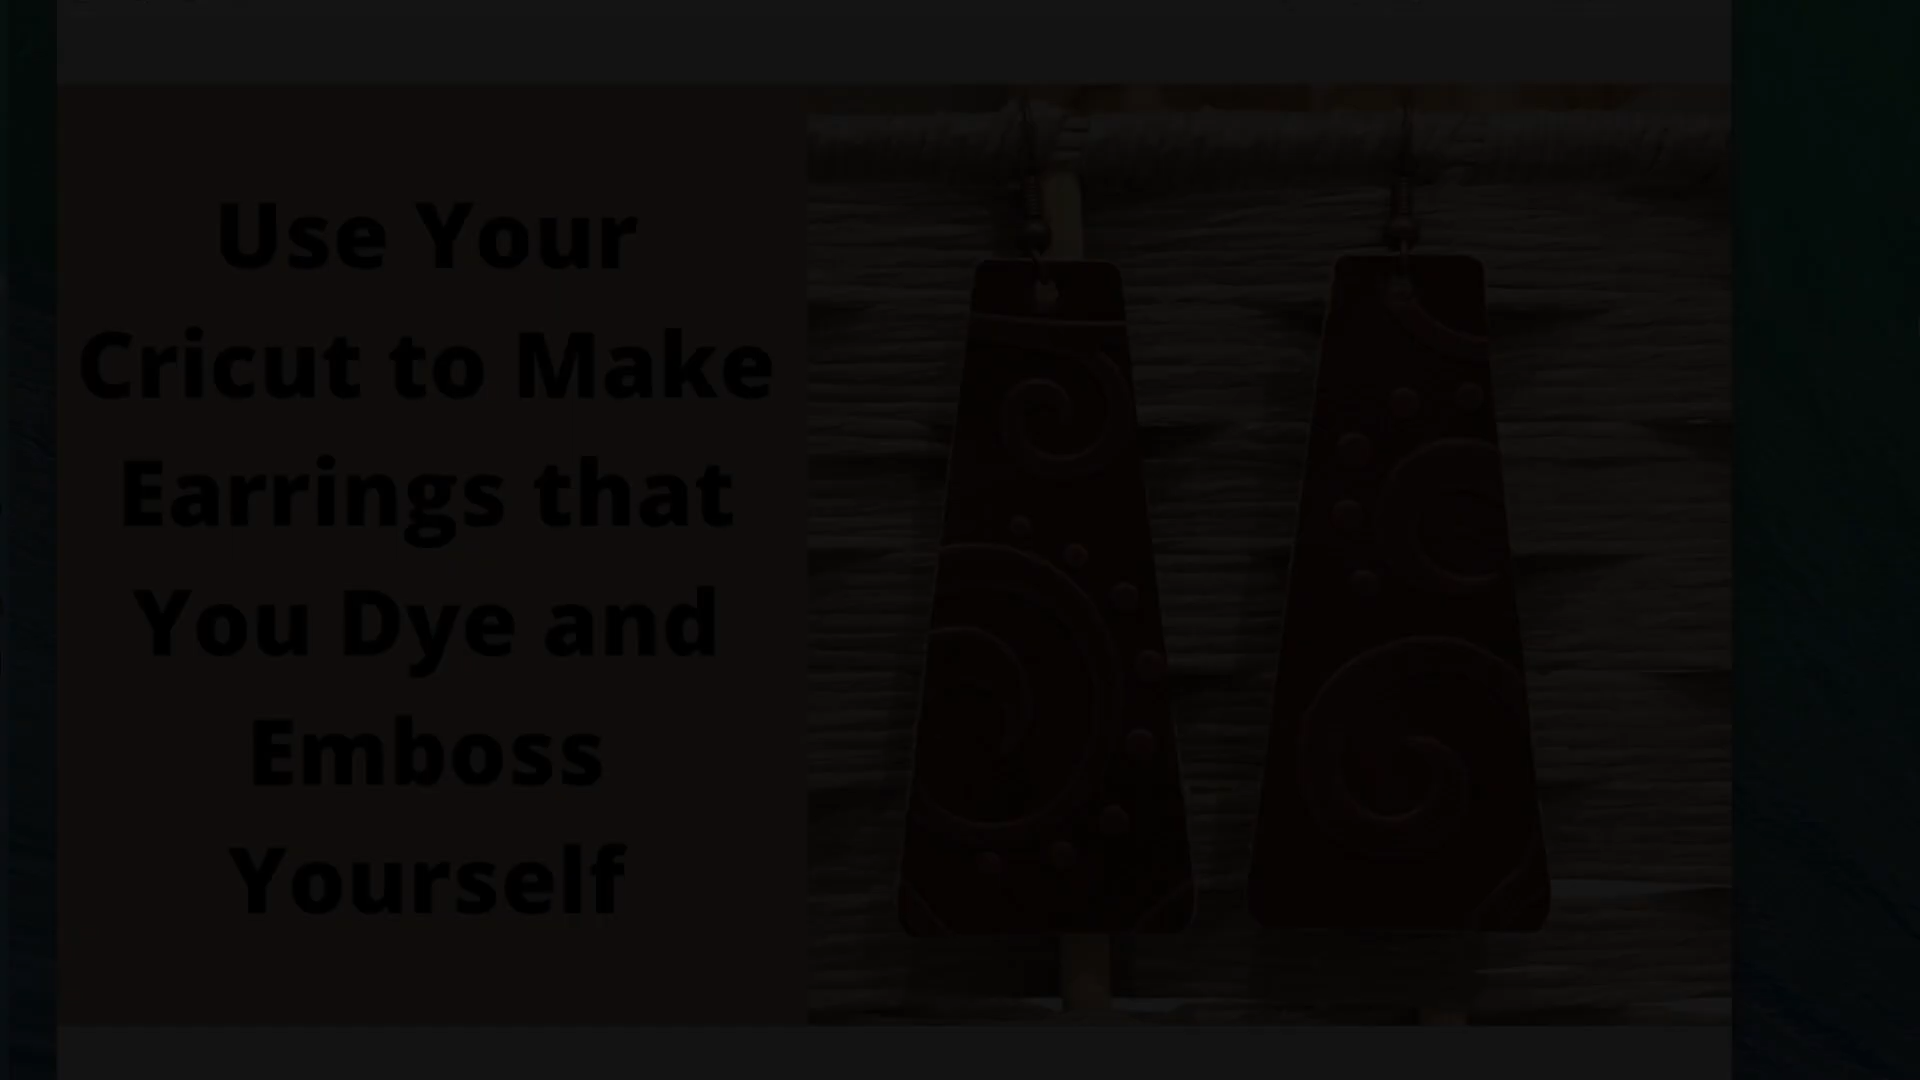 Use Your
Cricut to Make
Earrings that
You Dye and
Emboss
Yourself